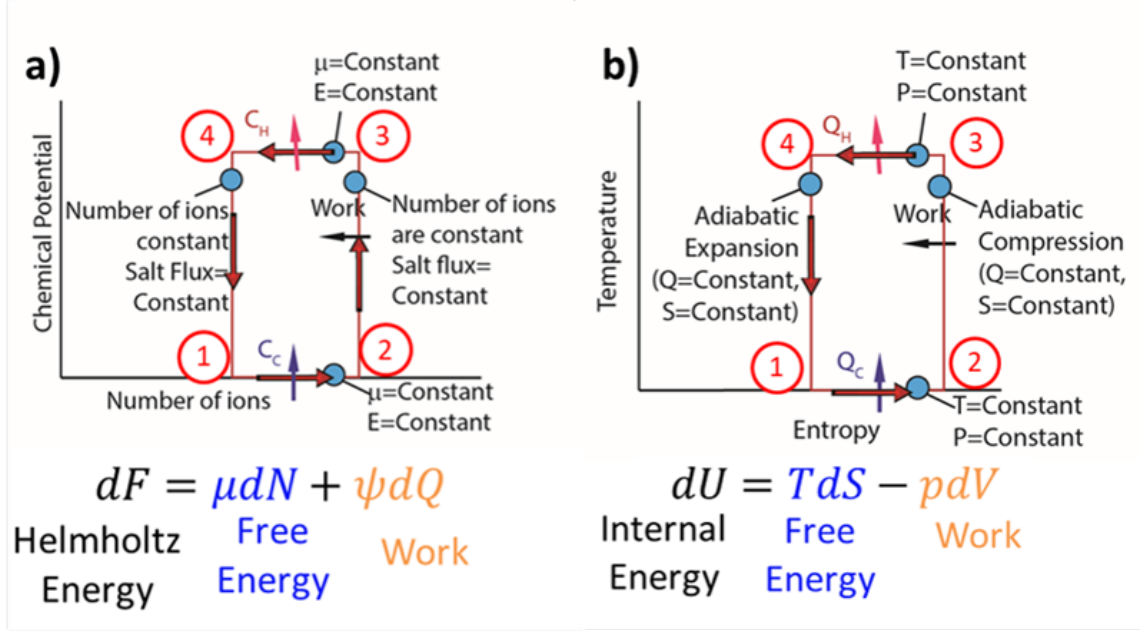 a)
μ=Constant
E=Constant
4
C_H
3
Chemical Potential
Number of ions
constant
Salt Flux=
Constant
Work
Number of ions
are constant
Salt flux=
Constant
1
C_C
2
Number of ions
μ=Constant
E=Constant
dF = μdN + ψdQ
Helmholtz
Energy
Free
Energy
Work
b)
T=Constant
P=Constant
4
Q_H
3
Temperature
Adiabatic
Expansion
(Q=Constant,
S=Constant)
Work
Adiabatic
Compression
(Q=Constant,
S=Constant)
1
Q_C
2
Entropy
T=Constant
P=Constant
dU = TdS − pdV
Internal
Energy
Free
Energy
Work